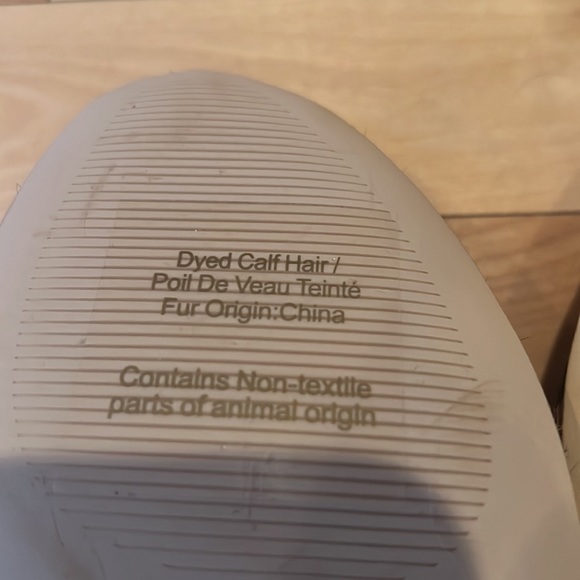 Dyed Calf Hair/
Poil De Veau Teinté
Fur Origin:China
Contains Non-textile
parts of animal origin